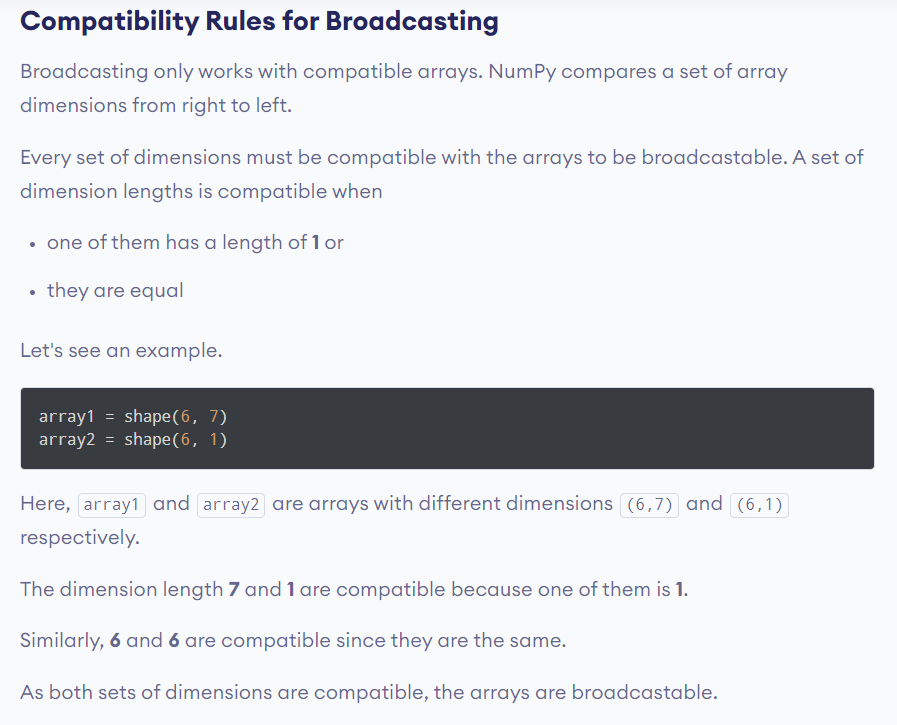 Compatibility Rules for Broadcasting
Broadcasting only works with compatible arrays. NumPy compares a set of array
dimensions from right to left.
Every set of dimensions must be compatible with the arrays to be broadcastable. A set of
dimension lengths is compatible when
• one of them has a length of 1 or
• they are equal
Let's see an example.
array1 = shape(6, 7)
array2 = shape(6, 1)
Here, array1 and array2 are arrays with different dimensions (6,7) and (6,1)
respectively.
The dimension length 7 and 1 are compatible because one of them is 1.
Similarly, 6 and 6 are compatible since they are the same.
As both sets of dimensions are compatible, the arrays are broadcastable.